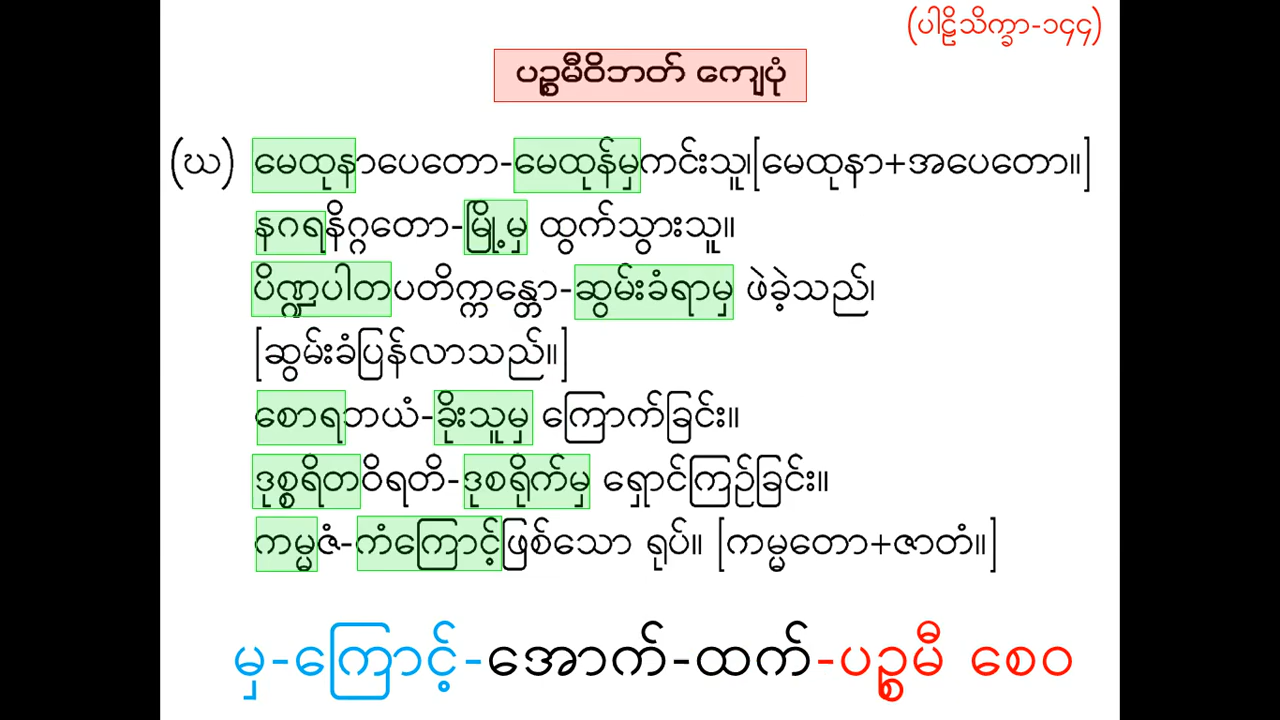 (ပါဠိသိက္ခာ-၁၄၄)
ပဉ္စမီဝိဘတ် ကျေပုံ
(ဃ) မေထုနာပေတော-မေထုန်မှကင်းသူ၊[မေထုနာ+အပေတော။]
နဂရနိဂ္ဂတော-မြို့မှ ထွက်သွားသူ။
ပိဏ္ဍပါတပတိက္ကန္တော-ဆွမ်းခံရာမှ ဖဲခဲ့သည်၊
[ဆွမ်းခံပြန်လာသည်။]
စောရဘယံ-ခိုးသူမှ ကြောက်ခြင်း။
ဒုစ္စရိတဝိရတိ-ဒုစရိုက်မှ ရှောင်ကြဉ်ခြင်း။
ကမ္မဇံ-ကံကြောင့်ဖြစ်သော ရုပ်။ [ကမ္မတော+ဇာတံ။]
မှ-ကြောင့်-အောက်-ထက်-ပဉ္စမီ စေဝ